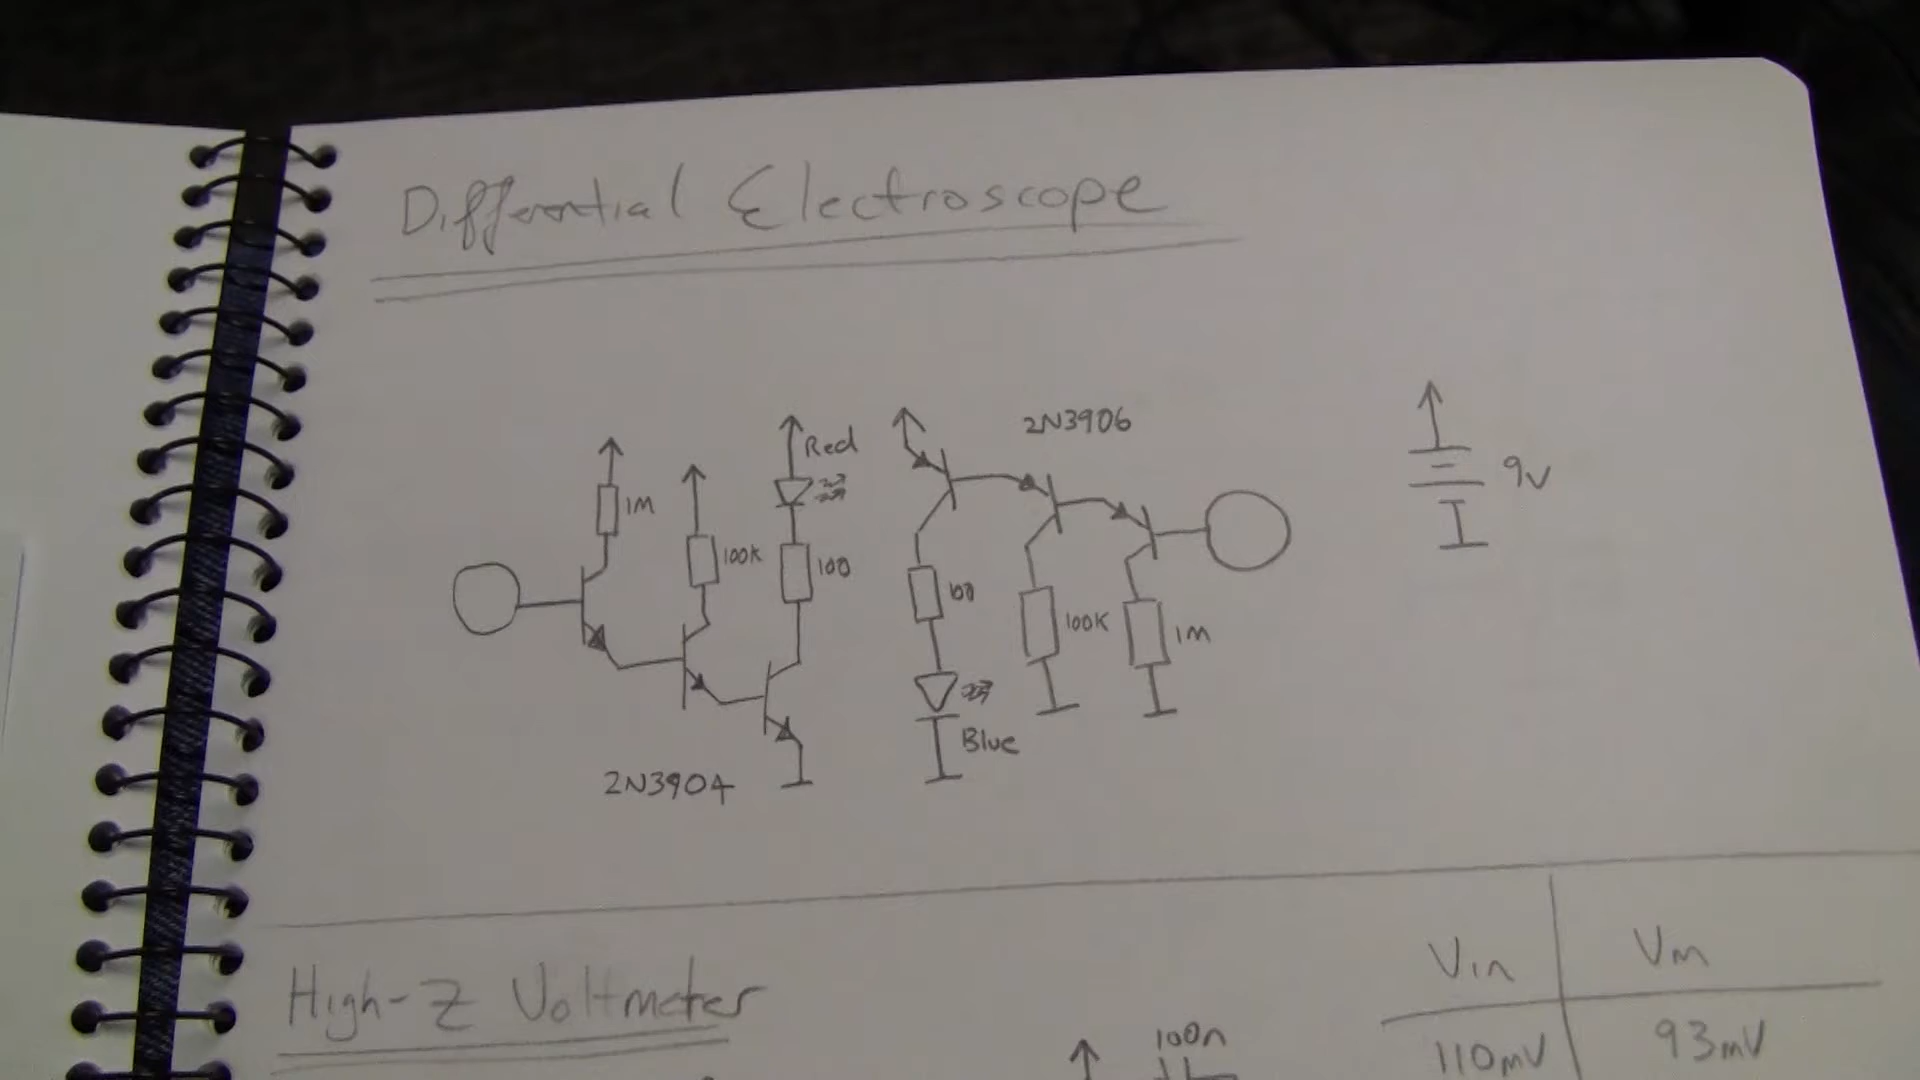 Differential Electroscope
Red
2N3906
1M
100K
100
9v
100
100K
1M
Blue
2N3904
High-Z Voltmeter
Vin
Vm
100n
110mV
93mV